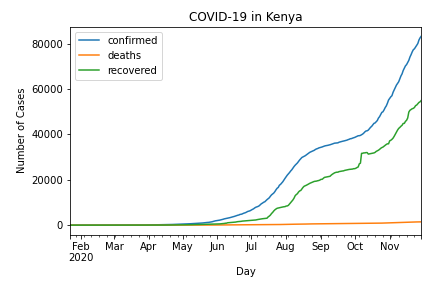 COVID-19 in Kenya
confirmed
deaths
recovered
Number of Cases
80000
60000
40000
20000
0
Feb Mar Apr May Jun Jul Aug Sep Oct Nov
2020
Day